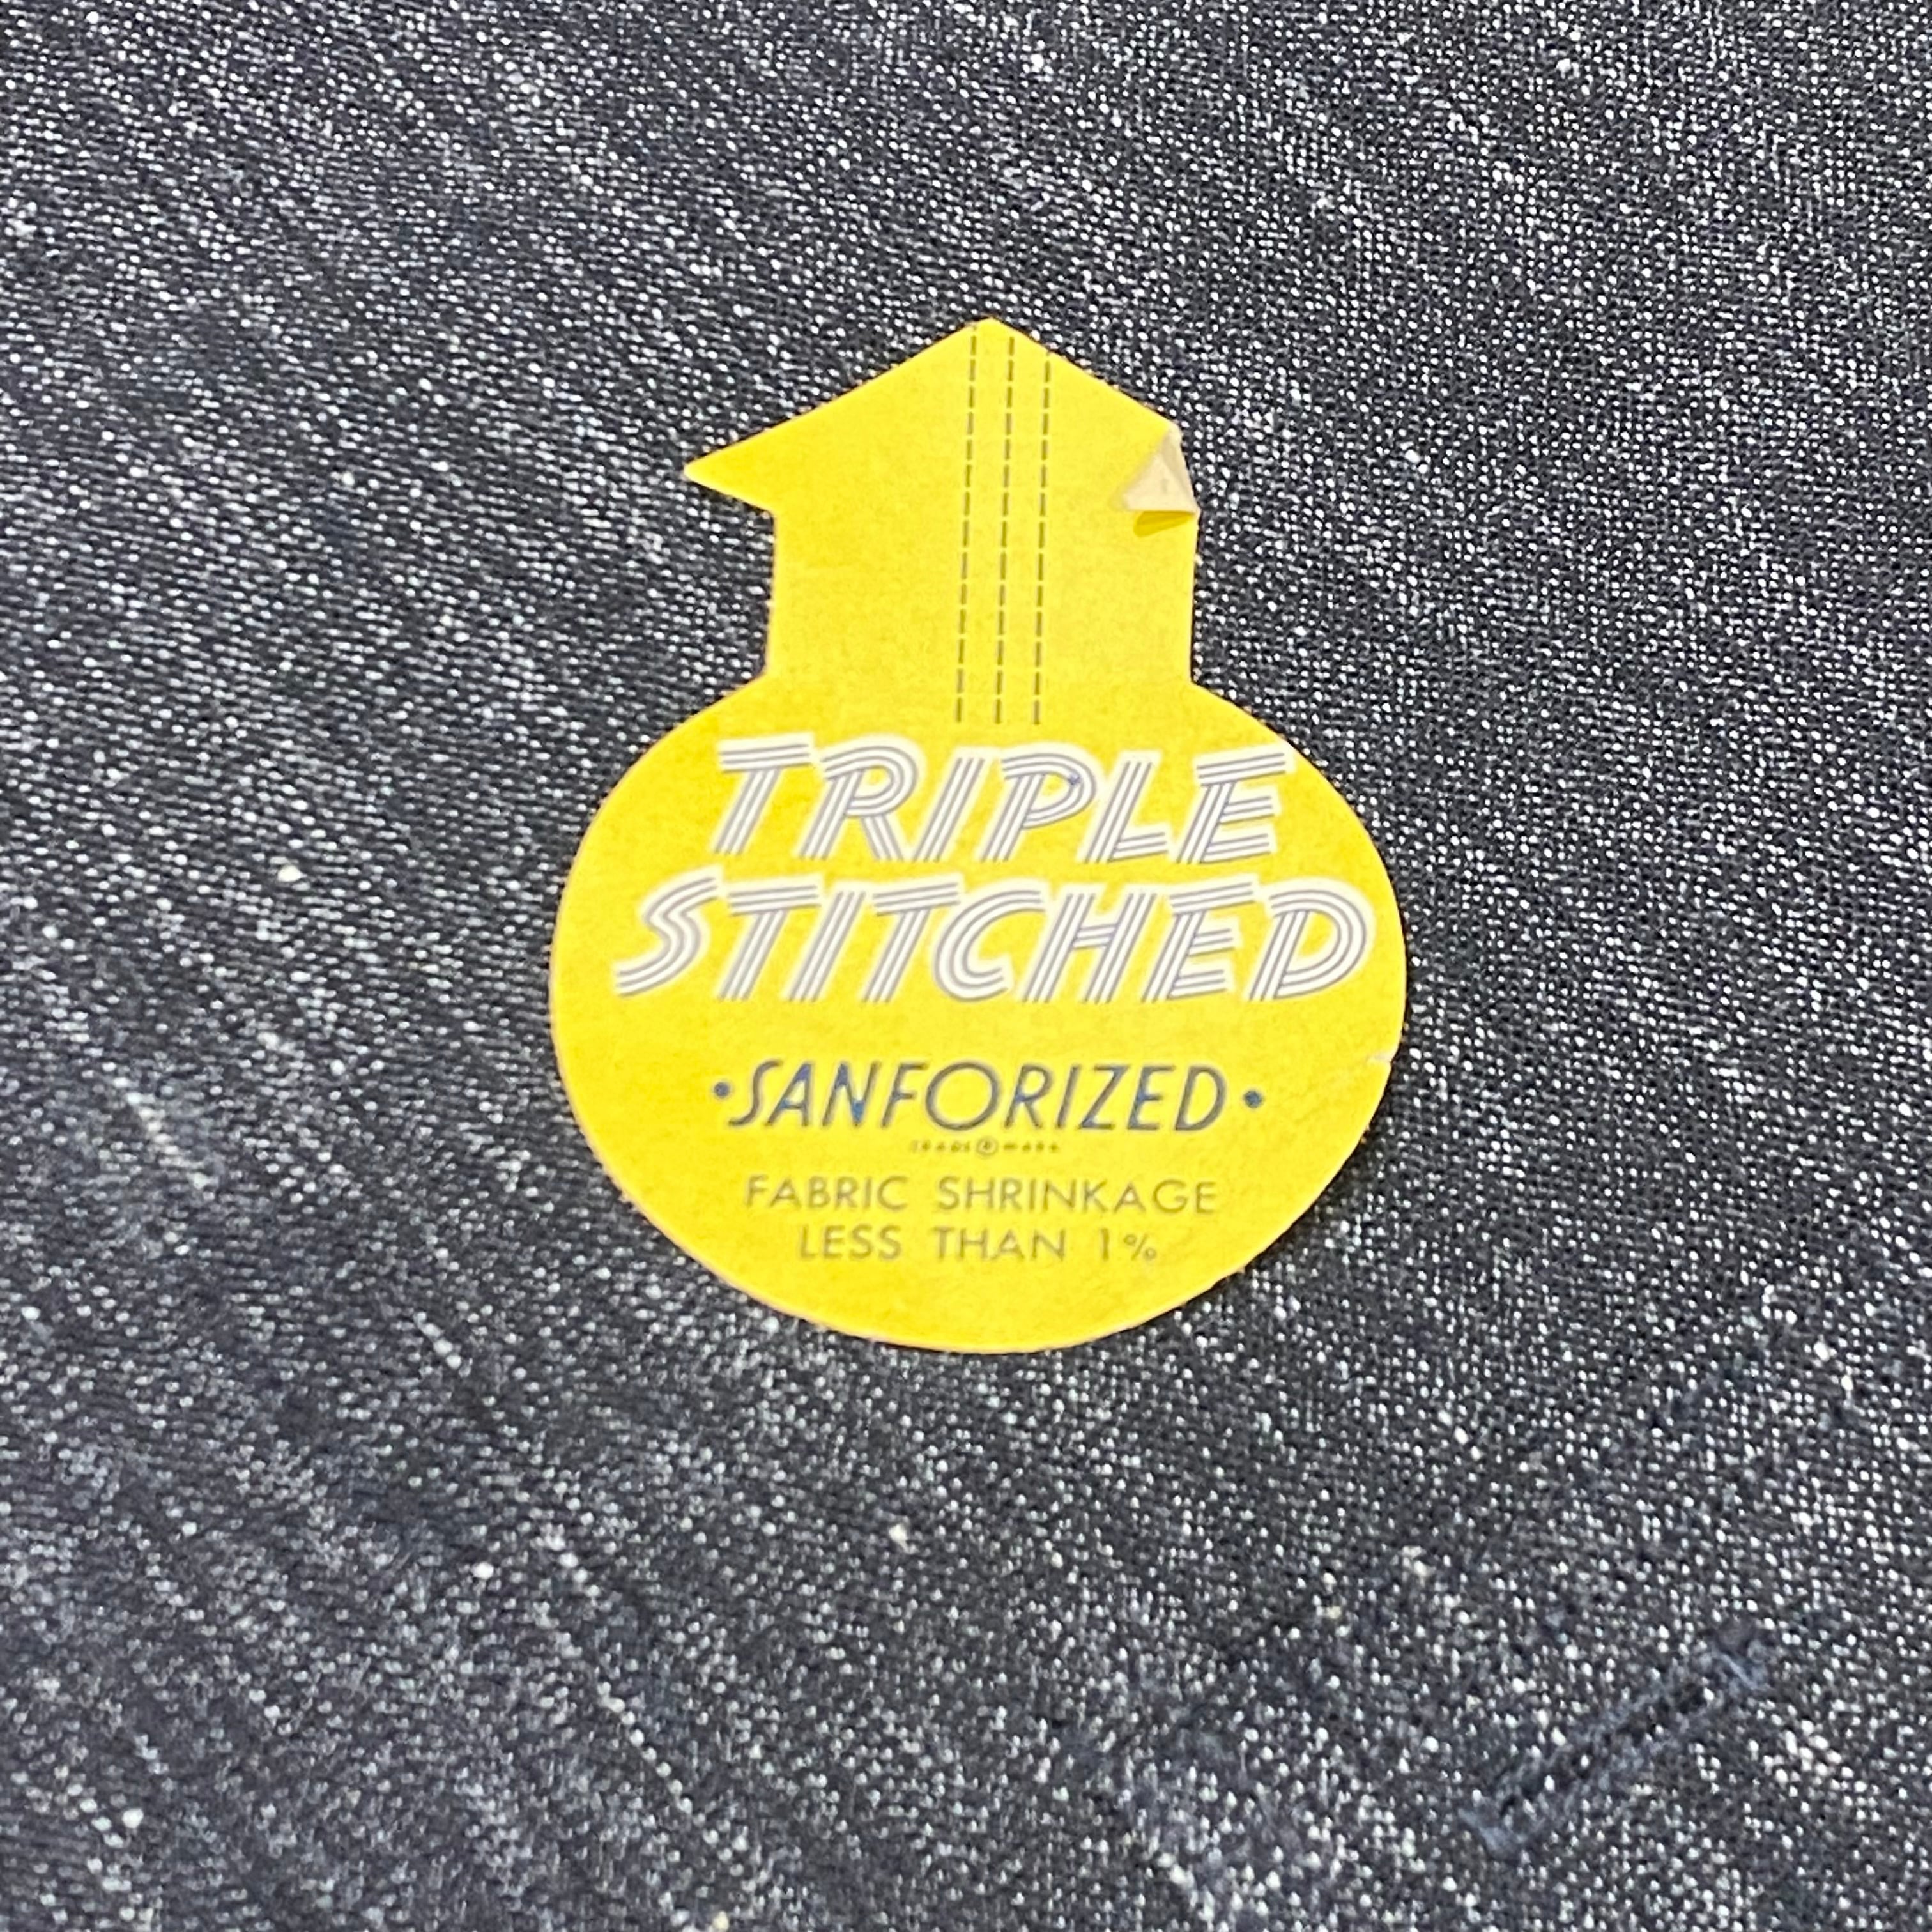 TRIPLE
STITCHED
•SANFORIZED•
TRADE ® MARK
FABRIC SHRINKAGE
LESS THAN 1%